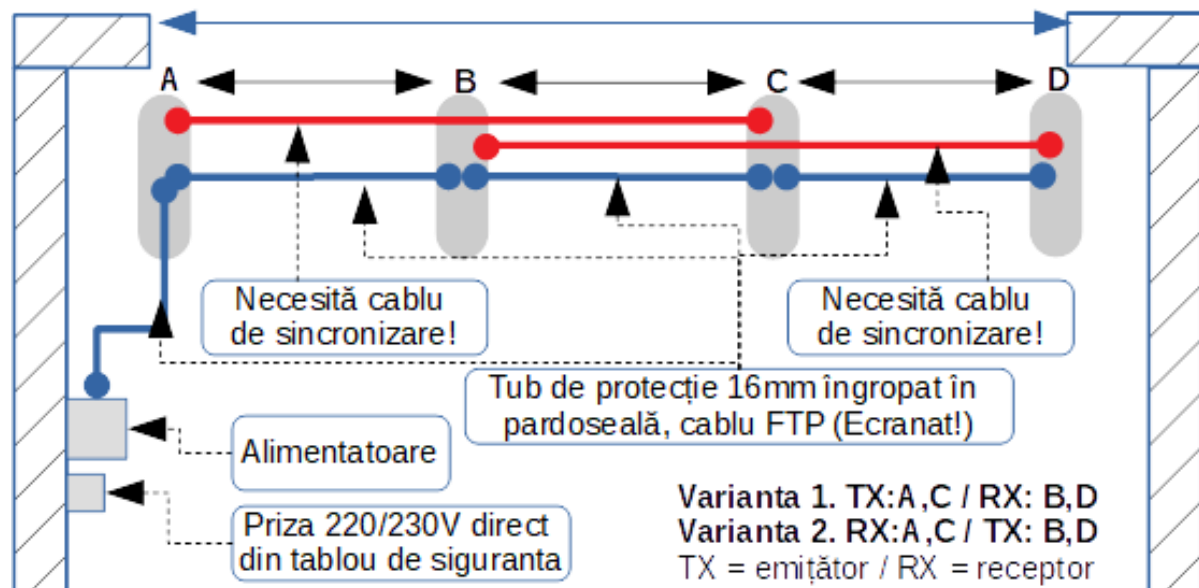 A B C D
Necesită cablu
de sincronizare!
Necesită cablu
de sincronizare!
Tub de protecție 16mm îngropat în
pardoseală, cablu FTP (Ecranat!)
Alimentatoare
Priza 220/230V direct
din tablou de siguranta
Varianta 1. TX:A,C / RX: B,D
Varianta 2. RX:A,C / TX: B,D
TX = emițător / RX = receptor